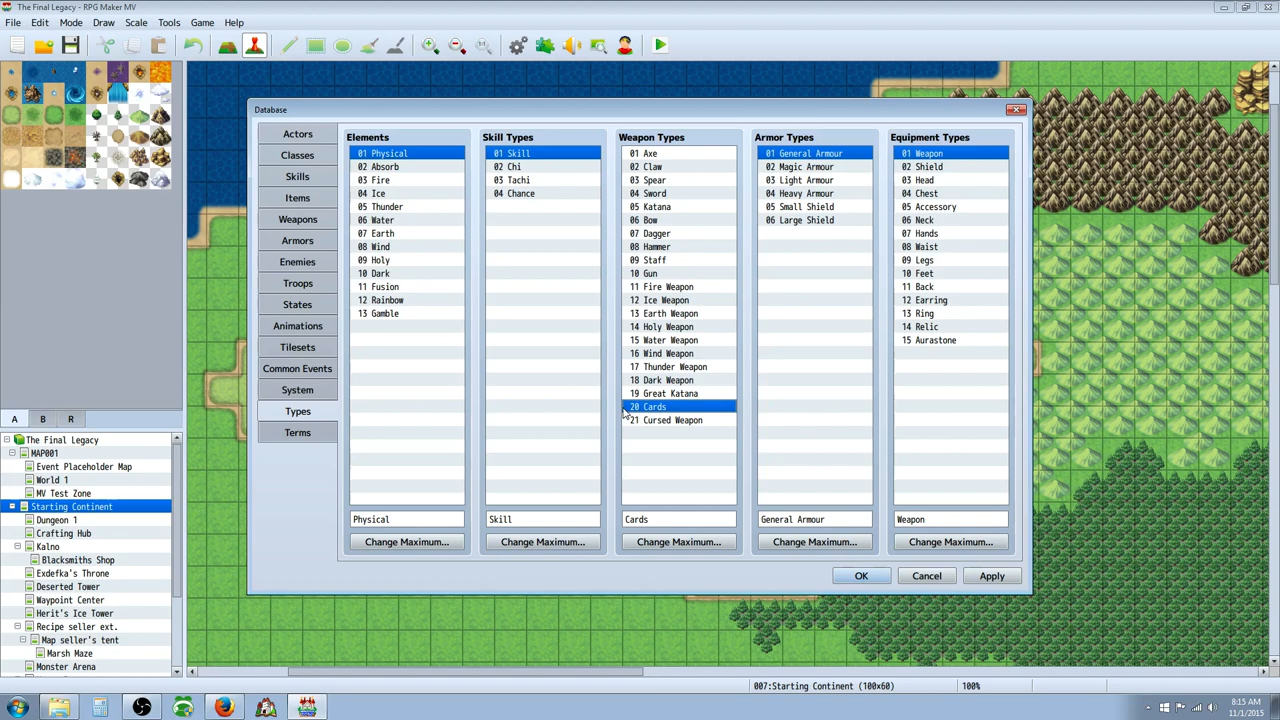 The Final Legacy - RPG Maker MV
File Edit Mode Draw Scale Tools Game Help
Database
Actors
Classes
Skills
Items
Weapons
Armors
Enemies
Troops
States
Animations
Tilesets
Common Events
System
Types
Terms
Elements
01 Physical
02 Absorb
03 Fire
04 Ice
05 Thunder
06 Water
07 Earth
08 Wind
09 Holy
10 Dark
11 Fusion
12 Rainbow
13 Gamble
Physical
Change Maximum...
Skill Types
01 Skill
02 Chi
03 Tachi
04 Chance
Skill
Change Maximum...
Weapon Types
01 Axe
02 Claw
03 Spear
04 Sword
05 Katana
06 Bow
07 Dagger
08 Hammer
09 Staff
10 Gun
11 Fire Weapon
12 Ice Weapon
13 Earth Weapon
14 Holy Weapon
15 Water Weapon
16 Wind Weapon
17 Thunder Weapon
18 Dark Weapon
19 Great Katana
20 Cards
21 Cursed Weapon
Cards
Change Maximum...
Armor Types
01 General Armour
02 Magic Armour
03 Light Armour
04 Heavy Armour
05 Small Shield
06 Large Shield
General Armour
Change Maximum...
Equipment Types
01 Weapon
02 Shield
03 Head
04 Chest
05 Accessory
06 Neck
07 Hands
08 Waist
09 Legs
10 Feet
11 Back
12 Earring
13 Ring
14 Relic
15 Aurastone
Weapon
Change Maximum...
OK Cancel Apply
A B R
The Final Legacy
MAP001
Event Placeholder Map
World 1
MV Test Zone
Starting Continent
Dungeon 1
Crafting Hub
Kalno
Blacksmiths Shop
Exdefka's Throne
Deserted Tower
Waypoint Center
Herit's Ice Tower
Recipe seller ext.
Map seller's tent
Marsh Maze
Monster Arena
007:Starting Continent (100x60) 100%
8:15 AM
11/1/2015